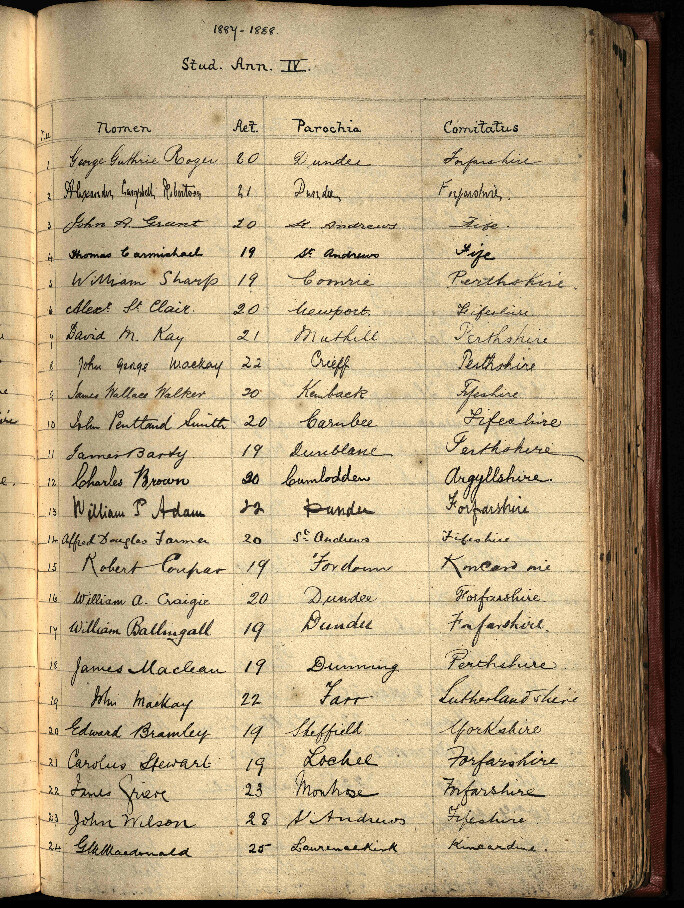 1887-1888.
Stud. Ann. IV.
Nomen Aet. Parochia Comitatus
1 George Guthrie Roger 20 Dundee Forfarshire
2 Alexander Campbell Robertson 21 Dundee Forfarshire.
3 John A. Grant 20 St Andrews Fife.
4 Thomas Carmichael 19 St Andrews Fife
5 William Sharp 19 Comrie Perthshire.
6 Alexr. St Clair. 20 Newport. Fifeshire
7 David M. Kay 21 Muthill Perthshire
8 John George Mackay 22 Crieff Perthshire
9 James Wallace Walker 20 Kemback Fifeshire
10 John Pentland Smith 20 Carnbee Fifeshire
11 James Barty 19 Dunblane Perthshire
12 Charles Brown 20 Cumlodden Argyllshire.
13 William P Adam 22 Dundee Forfarshire
14 Alfred Douglas Farmer 20 St Andrews Fifeshire
15 Robert Coupar 19 Fordoun
16 William A. Craigie 20 Dundee Forfarshire
17 William Ballingall 19 Dundee Forfarshire.
18 James Maclean 19 Dunning Perthshire
19 John Mackay 22 Farr Sutherlandshire
20 Edward Bramley 19 Sheffield Yorkshire
21 Carolus Stewart 19 Lochee Forfarshire
22 James Grieve 23 Montrose Forfarshire
23 John Wilson 28 St Andrews Fifeshire
24 Macdonald 25 Laurencekirk Kincardine.